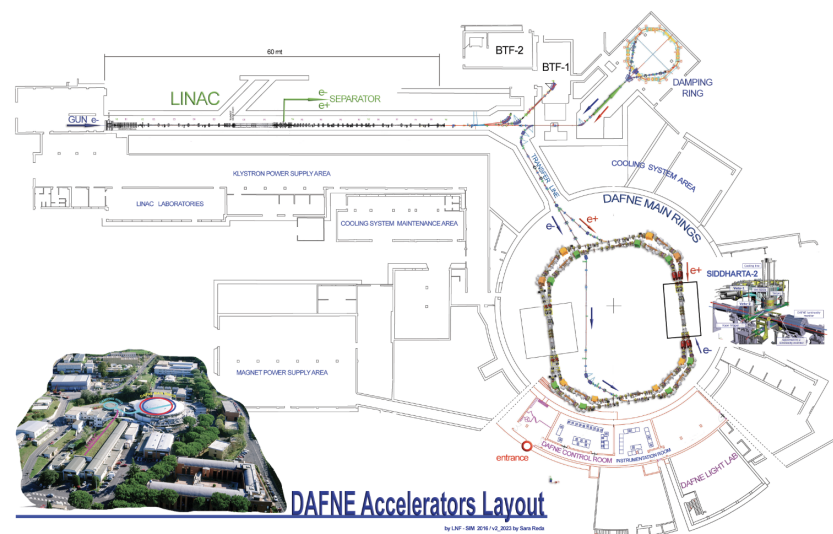 BTF-2
BTF-1
60 mt
DAMPING
RING
LINAC
e-
SEPARATOR
e+
GUN e-
TRANSFER LINE
COOLING SYSTEM AREA
KLYSTRON POWER SUPPLY AREA
LINAC LABORATORIES
COOLING SYSTEM MAINTENANCE AREA
DAFNE MAIN RINGS
e+
e-
e+
SIDDHARTA-2
e-
MAGNET POWER SUPPLY AREA
DAFNE CONTROL ROOM
INSTRUMENTATION ROOM
entrance
DAFNE LIGHT LAB
DAFNE Accelerators Layout
by LNF - SIM 2016 / v2_2023 by Sara Reda